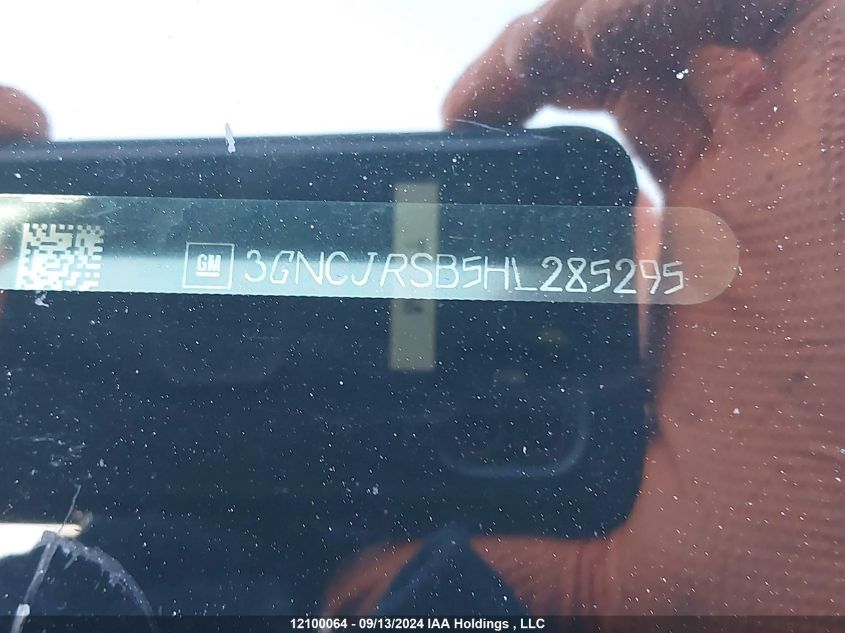 GM 3GNCJRSB5HL285295
12100064 - 09/13/2024 IAA Holdings , LLC